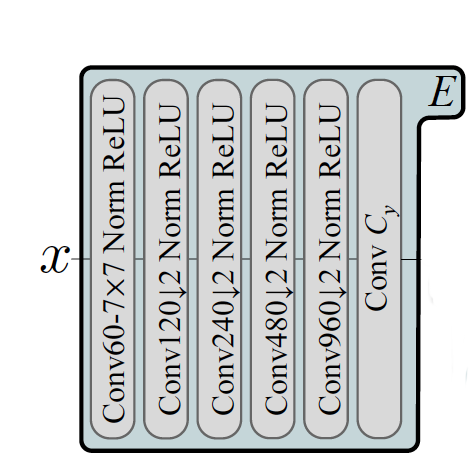 E
x
Conv60-7×7 Norm ReLU
Conv120↓2 Norm ReLU
Conv240↓2 Norm ReLU
Conv480↓2 Norm ReLU
Conv960↓2 Norm ReLU
Conv C_y